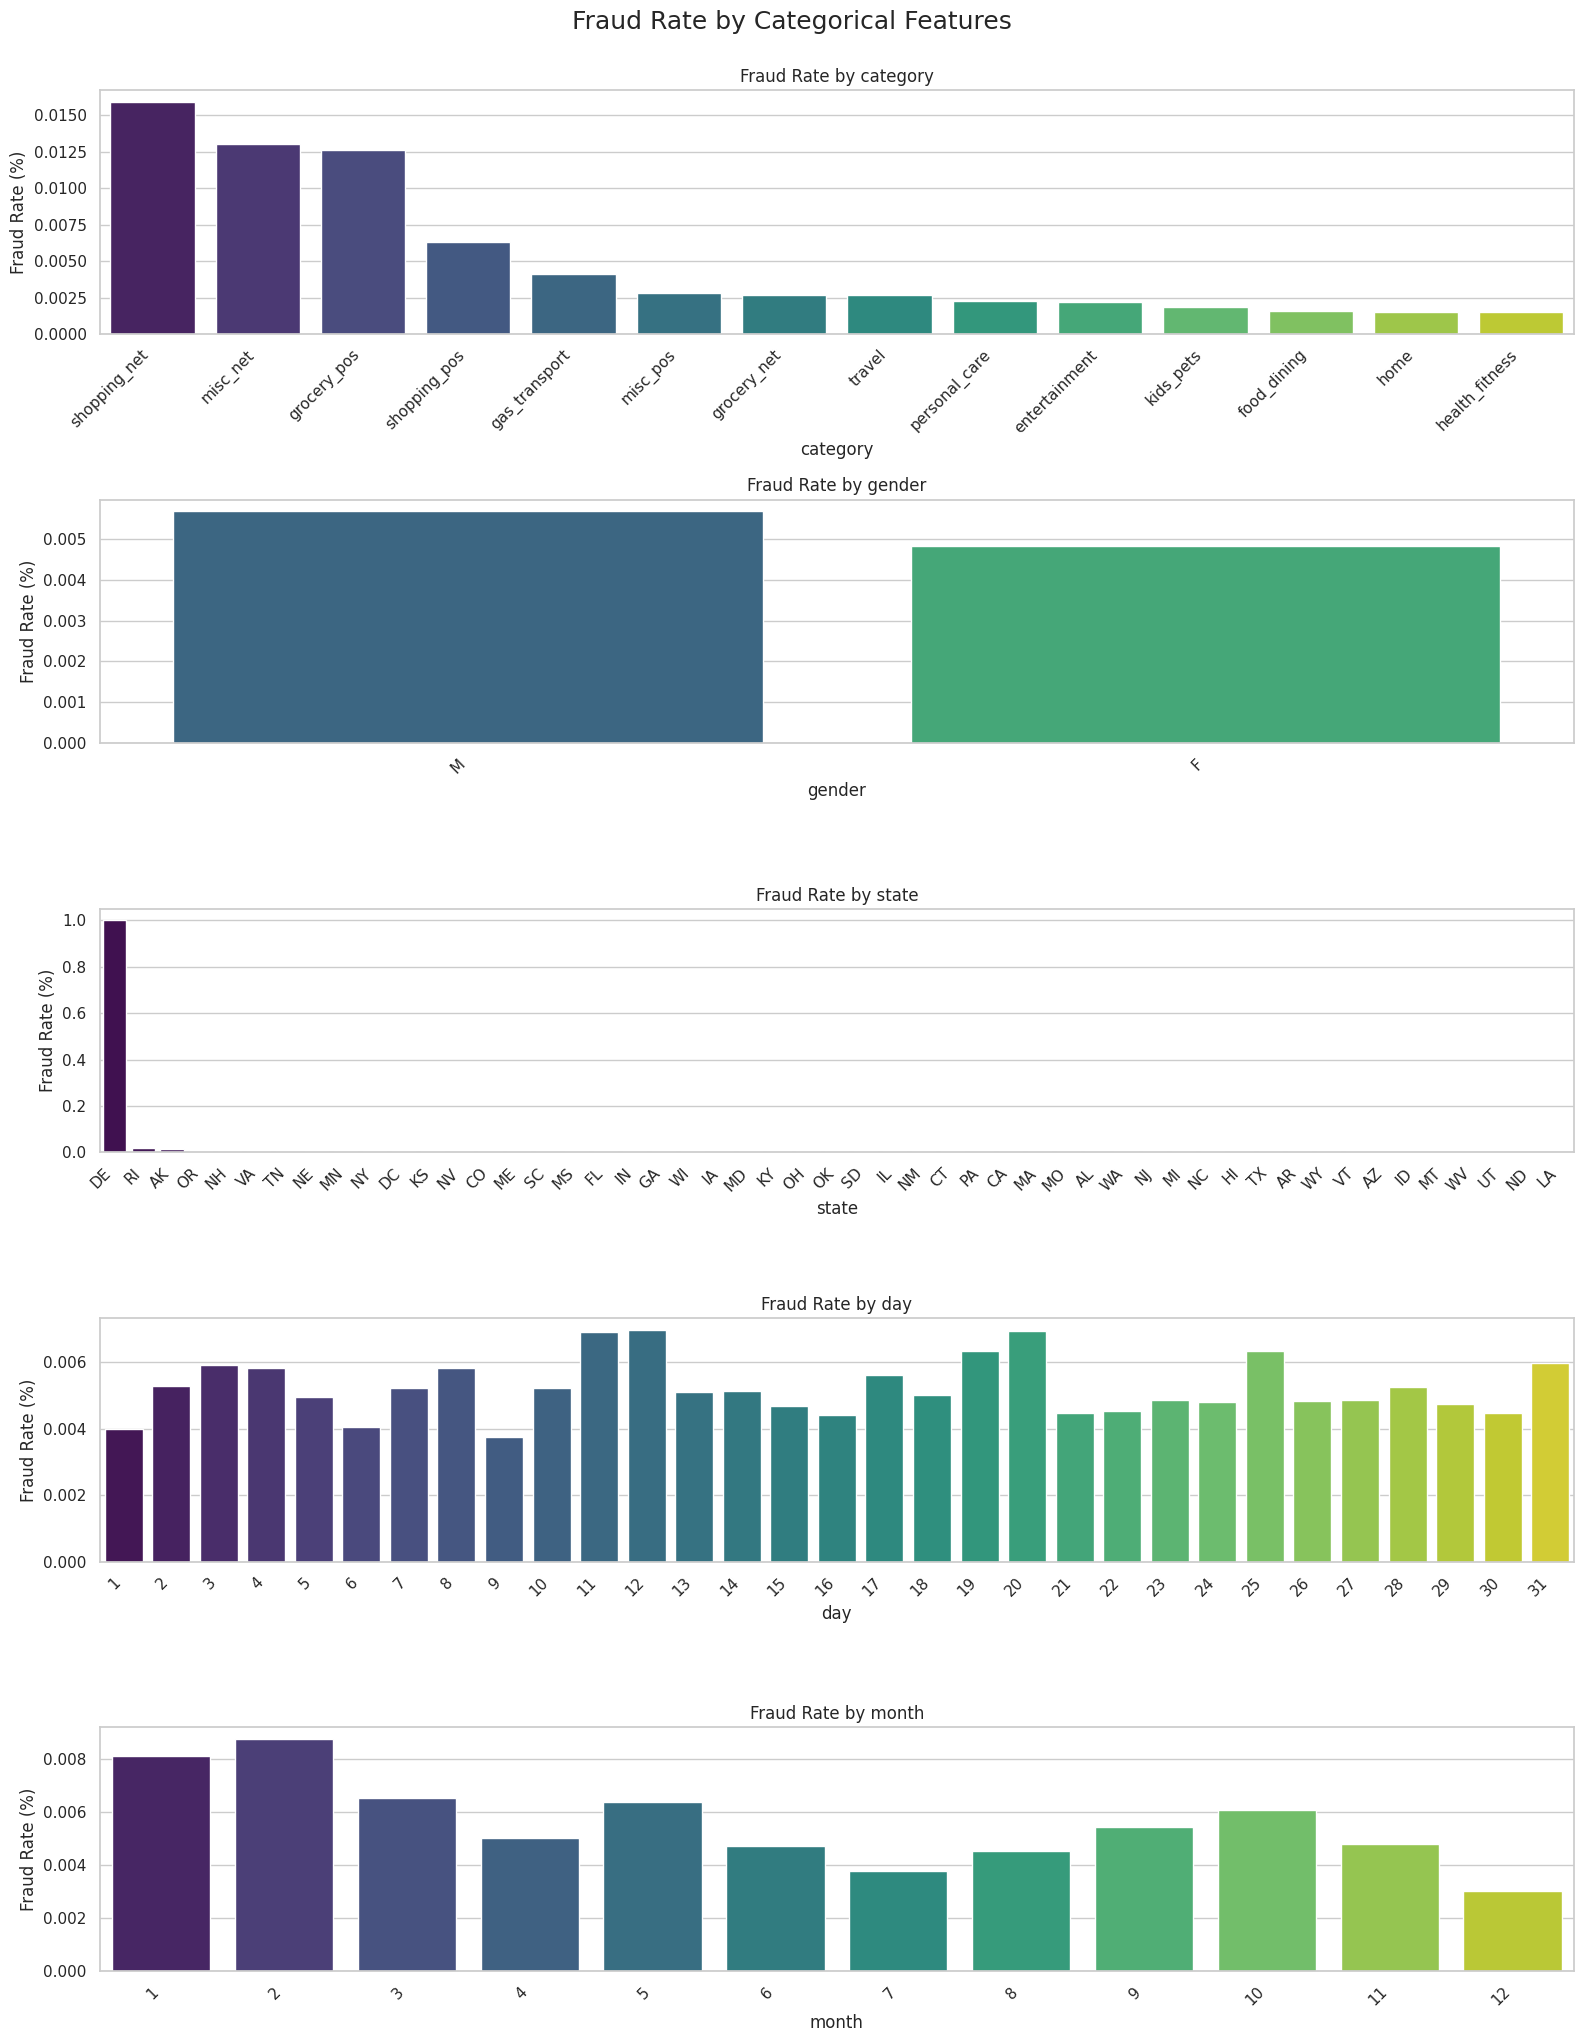 Fraud Rate by Categorical Features
Fraud Rate by category
Fraud Rate (%)
0.0150
0.0125
0.0100
0.0075
0.0050
0.0025
0.0000
shopping_net misc_net grocery_pos shopping_pos gas_transport misc_pos grocery_net travel personal_care entertainment kids_pets food_dining home health_fitness
category
Fraud Rate by gender
Fraud Rate (%)
0.005
0.004
0.003
0.002
0.001
0.000
M F
gender
Fraud Rate by state
Fraud Rate (%)
1.0
0.8
0.6
0.4
0.2
0.0
DE RI AK OR NH VA TN NE MN NY DC KS NV CO ME SC MS FL IN GA WI IA MD KY OH OK SD IL NM CT PA CA MA MO AL WA NJ MI NC HI TX AR WY VT AZ ID MT WV UT ND LA
state
Fraud Rate by day
Fraud Rate (%)
0.006
0.004
0.002
0.000
1 2 3 4 5 6 7 8 9 10 11 12 13 14 15 16 17 18 19 20 21 22 23 24 25 26 27 28 29 30 31
day
Fraud Rate by month
Fraud Rate (%)
0.008
0.006
0.004
0.002
0.000
1 2 3 4 5 6 7 8 9 10 11 12
month